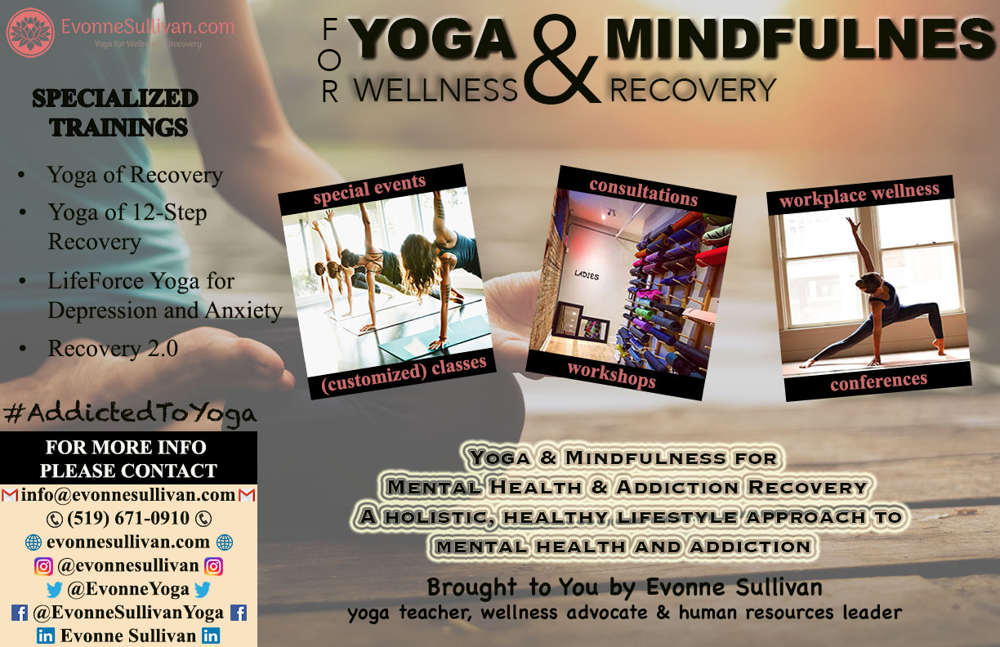 EvonneSullivan.com
Yoga for Wellness & Recovery
FOR
YOGA & MINDFULNES
WELLNESS RECOVERY
SPECIALIZED
TRAININGS
• Yoga of Recovery
• Yoga of 12-Step
Recovery
• LifeForce Yoga for
Depression and Anxiety
• Recovery 2.0
#AddictedToYoga
special events
(customized) classes
consultations
LADIES
workshops
workplace wellness
conferences
FOR MORE INFO
PLEASE CONTACT
info@evonnesullivan.com
(519) 671-0910
evonnesullivan.com
@evonnesullivan
@EvonneYoga
@EvonneSullivanYoga
Evonne Sullivan
Yoga & Mindfulness for
Mental Health & Addiction Recovery
A holistic, healthy lifestyle approach to
mental health and addiction
Brought to You by Evonne Sullivan
yoga teacher, wellness advocate & human resources leader